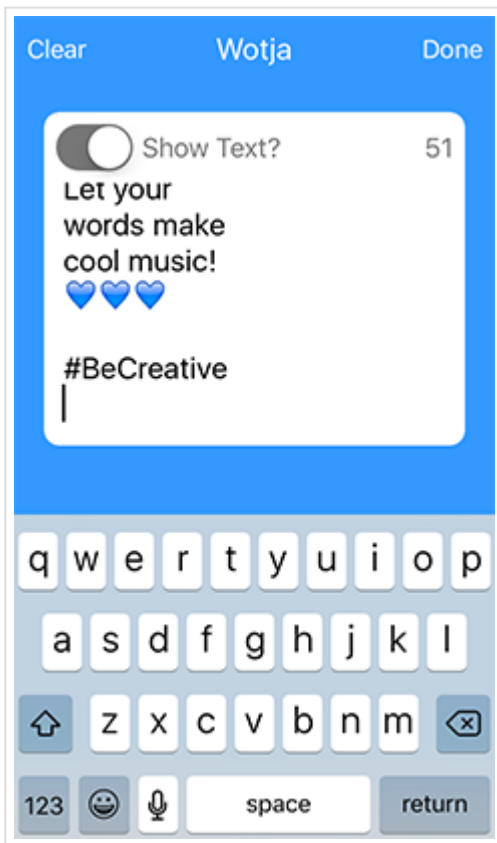 Clear Wotja Done
Show Text? 51
Let your
words make
cool music!
💙💙💙
#BeCreative
q w e r t y u i o p
a s d f g h j k l
z x c v b n m
123 space return